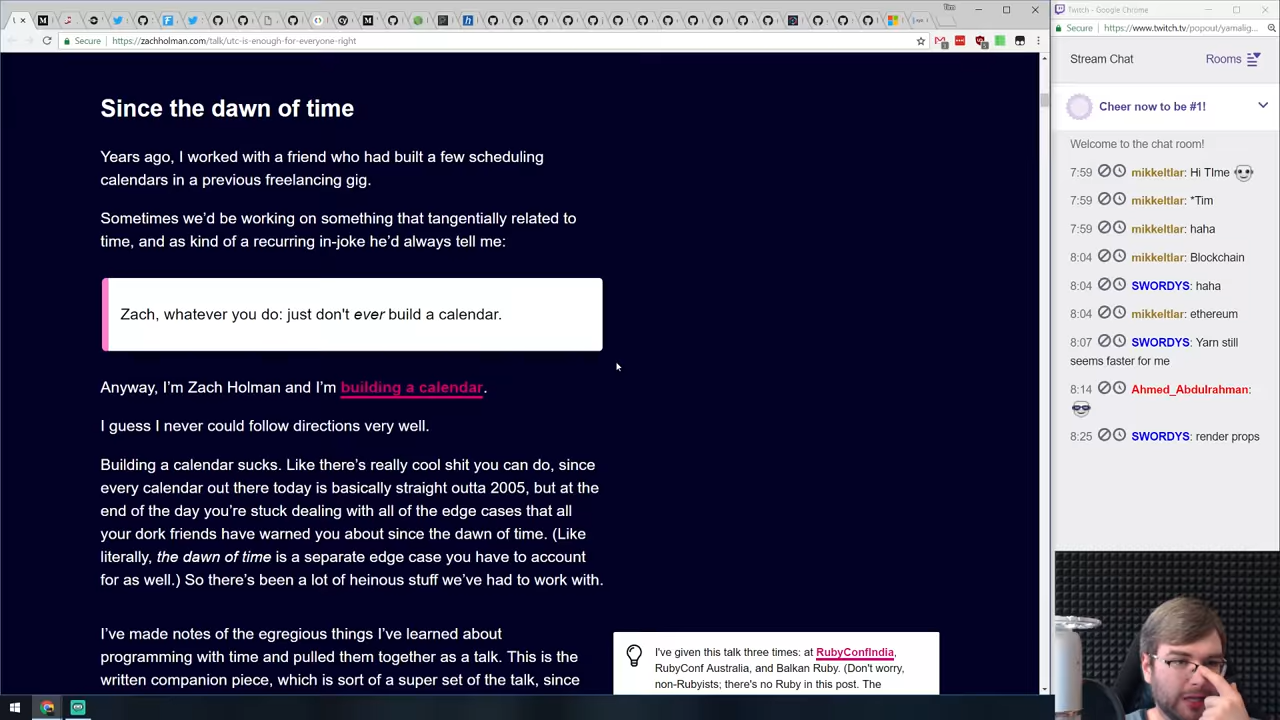 Tim
Secure
https://zachholman.com/talk/utc-is-enough-for-everyone-right
Since the dawn of time
Years ago, I worked with a friend who had built a few scheduling
calendars in a previous freelancing gig.
Sometimes we'd be working on something that tangentially related to
time, and as kind of a recurring in-joke he'd always tell me:
Zach, whatever you do: just don't ever build a calendar.
Anyway, I'm Zach Holman and I'm building a calendar.
I guess I never could follow directions very well.
Building a calendar sucks. Like there's really cool shit you can do, since
every calendar out there today is basically straight outta 2005, but at the
end of the day you're stuck dealing with all of the edge cases that all
your dork friends have warned you about since the dawn of time. (Like
literally, the dawn of time is a separate edge case you have to account
for as well.) So there's been a lot of heinous stuff we've had to work with.
I've made notes of the egregious things I've learned about
programming with time and pulled them together as a talk. This is the
written companion piece, which is sort of a super set of the talk, since
I've given this talk three times: at RubyConfIndia,
RubyConf Australia, and Balkan Ruby. (Don't worry,
non-Rubyists; there's no Ruby in this post. The
Twitch - Google Chrome
Secure
https://www.twitch.tv/popout/yamalig...
Stream Chat
Rooms
Cheer now to be #1!
Welcome to the chat room!
7:59 mikkeltlar: Hi TIme
7:59 mikkeltlar: *Tim
7:59 mikkeltlar: haha
8:04 mikkeltlar: Blockchain
8:04 SWORDYS: haha
8:04 mikkeltlar: ethereum
8:07 SWORDYS: Yarn still
seems faster for me
8:14 Ahmed_Abdulrahman:
8:25 SWORDYS: render props